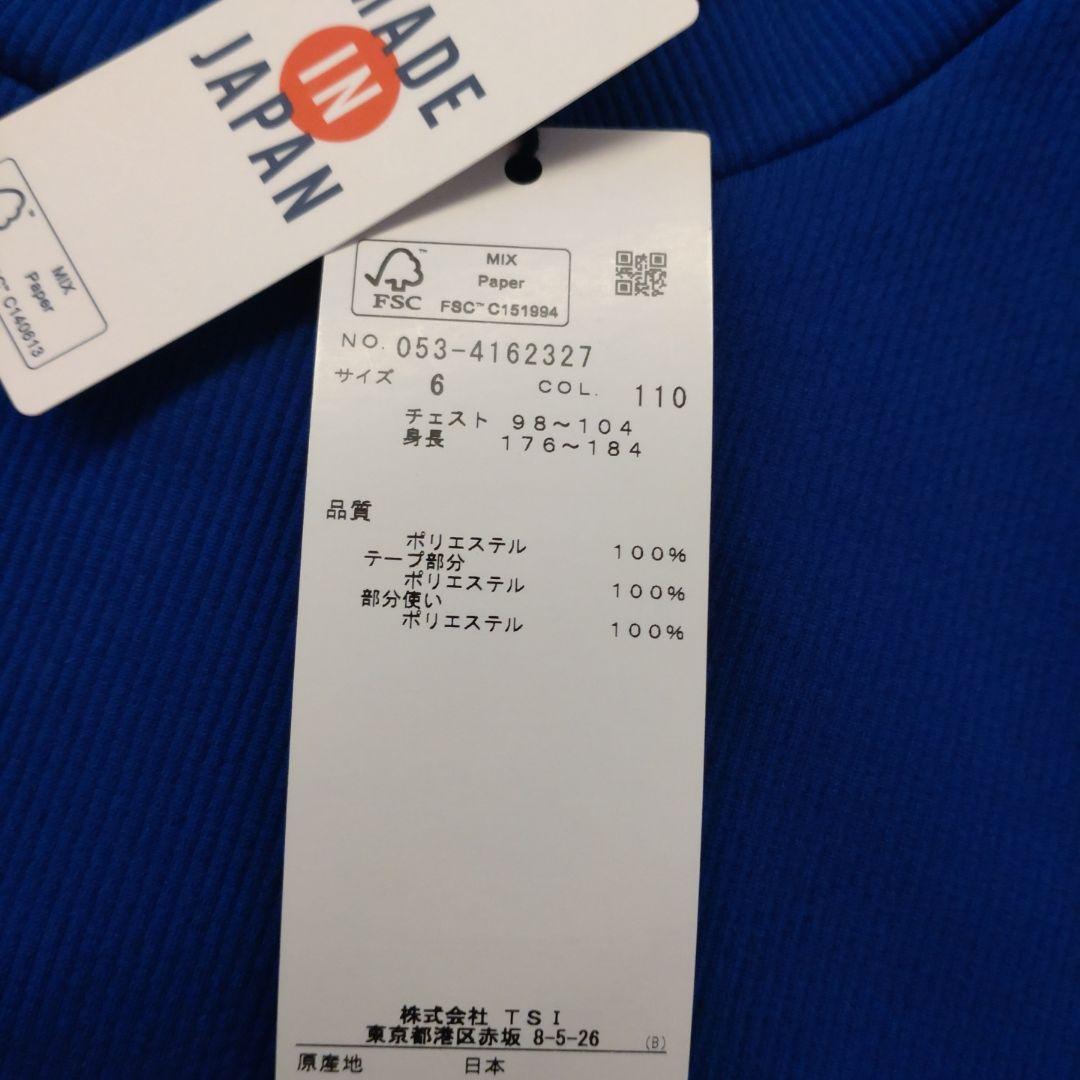 MADE
IN
JAPAN
MIX
Paper
C140613
FSC
MIX
Paper
FSC™ C151994
NO. 053-4162327
サイズ 6 COL. 110
チェスト 98～104
身長 176～184
品質
ポリエステル 100%
テープ部分
ポリエステル 100%
部分使い
ポリエステル 100%
株式会社 TSI
東京都港区赤坂 8-5-26 (B)
原産地 日本